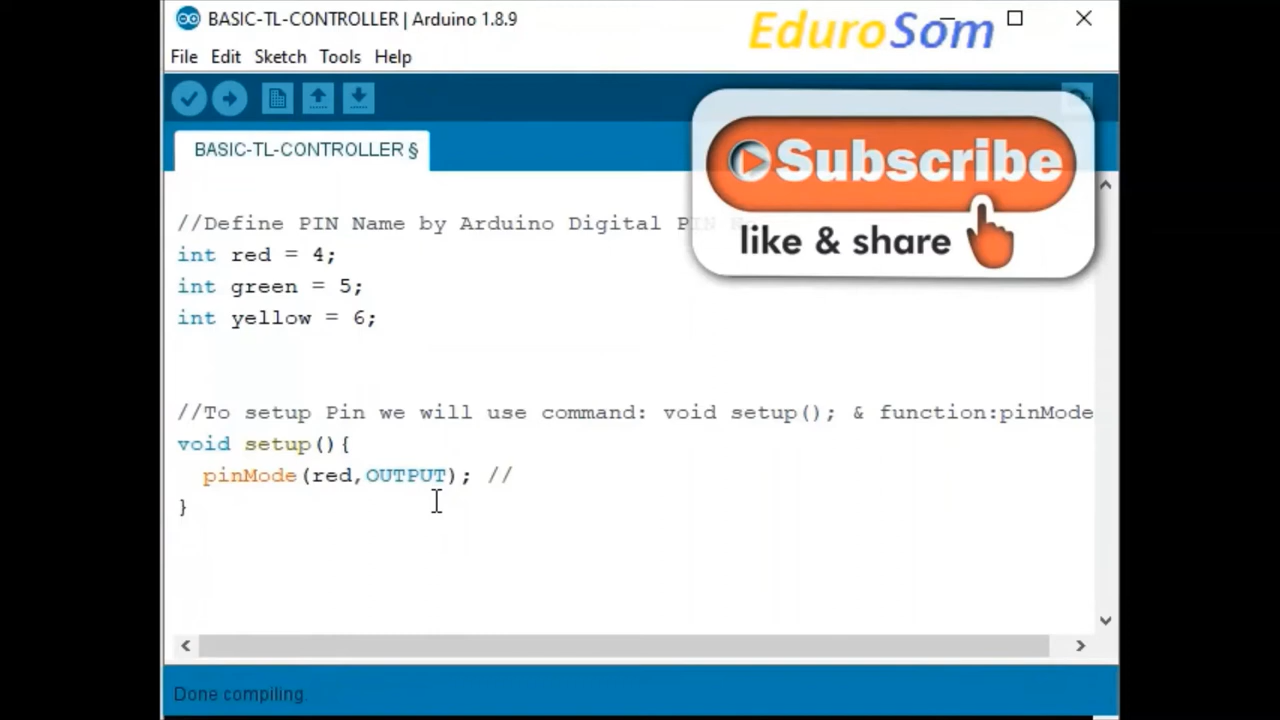 BASIC-TL-CONTROLLER | Arduino 1.8.9
EduroSom
File Edit Sketch Tools Help
BASIC-TL-CONTROLLER §
Subscribe
like & share
//Define PIN Name by Arduino Digital PIN
int red = 4;
int green = 5;
int yellow = 6;
//To setup Pin we will use command: void setup(); & function:pinMode
void setup(){
pinMode(red,OUTPUT); //
}
Done compiling.